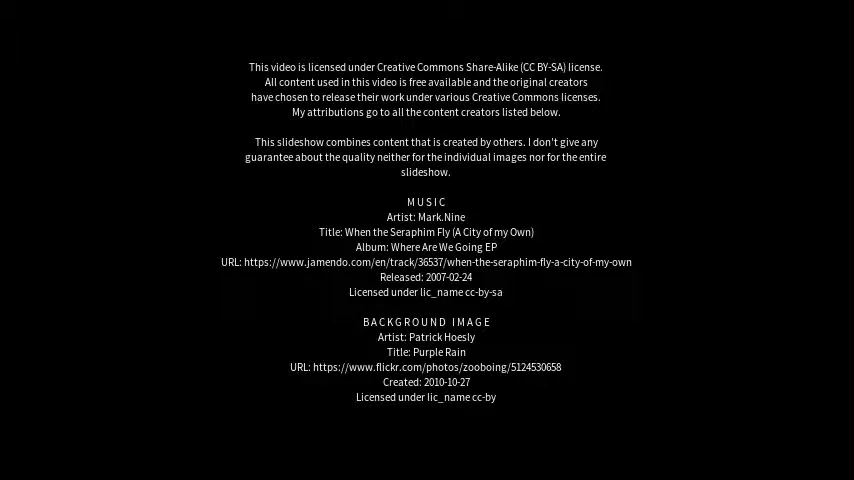 This video is licensed under Creative Commons Share-Alike (CC BY-SA) license.
All content used in this video is free available and the original creators
have chosen to release their work under various Creative Commons licenses.
My attributions go to all the content creators listed below.
This slideshow combines content that is created by others. I don't give any
guarantee about the quality neither for the individual images nor for the entire
slideshow.
MUSIC
Artist: Mark.Nine
Title: When the Seraphim Fly (A City of my Own)
Album: Where Are We Going EP
URL: https://www.jamendo.com/en/track/36537/when-the-seraphim-fly-a-city-of-my-own
Released: 2007-02-24
Licensed under lic_name cc-by-sa
BACKGROUND IMAGE
Artist: Patrick Hoesly
Title: Purple Rain
URL: https://www.flickr.com/photos/zooboing/5124530658
Created: 2010-10-27
Licensed under lic_name cc-by